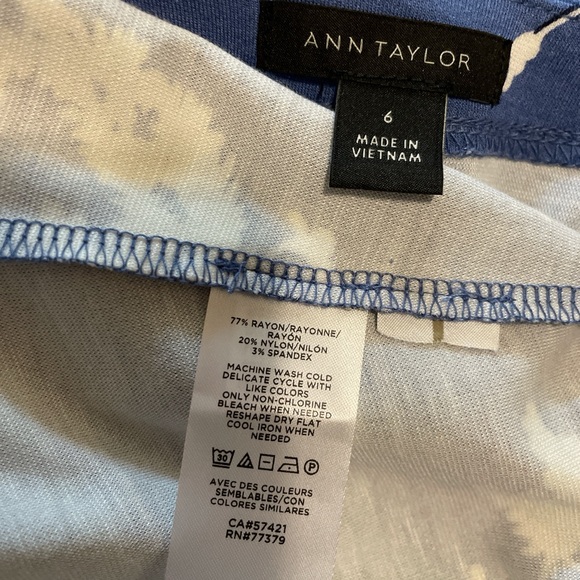 ANN TAYLOR
6
MADE IN
VIETNAM
77% RAYON/RAYONNE/
RAYÓN
20% NYLON/NILÓN
3% SPANDEX
MACHINE WASH COLD
DELICATE CYCLE WITH
LIKE COLORS
ONLY NON-CHLORINE
BLEACH WHEN NEEDED
RESHAPE DRY FLAT
COOL IRON WHEN
NEEDED
30 P
AVEC DES COULEURS
SEMBLABLES/CON
COLORES SIMILARES
CA#57421
RN#77379